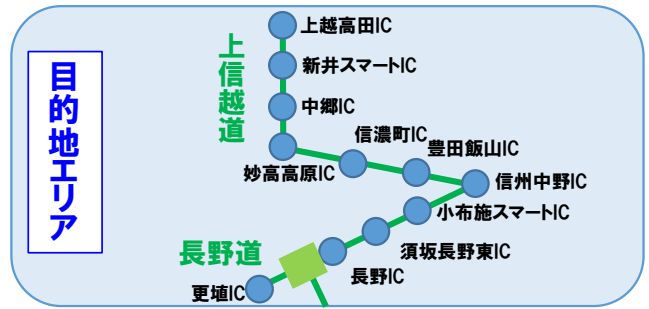 目的地エリア
上信越道
上越高田IC
新井スマートIC
中郷IC
妙高高原IC
信濃町IC
豊田飯山IC
信州中野IC
小布施スマートIC
須坂長野東IC
長野IC
長野道
更埴IC